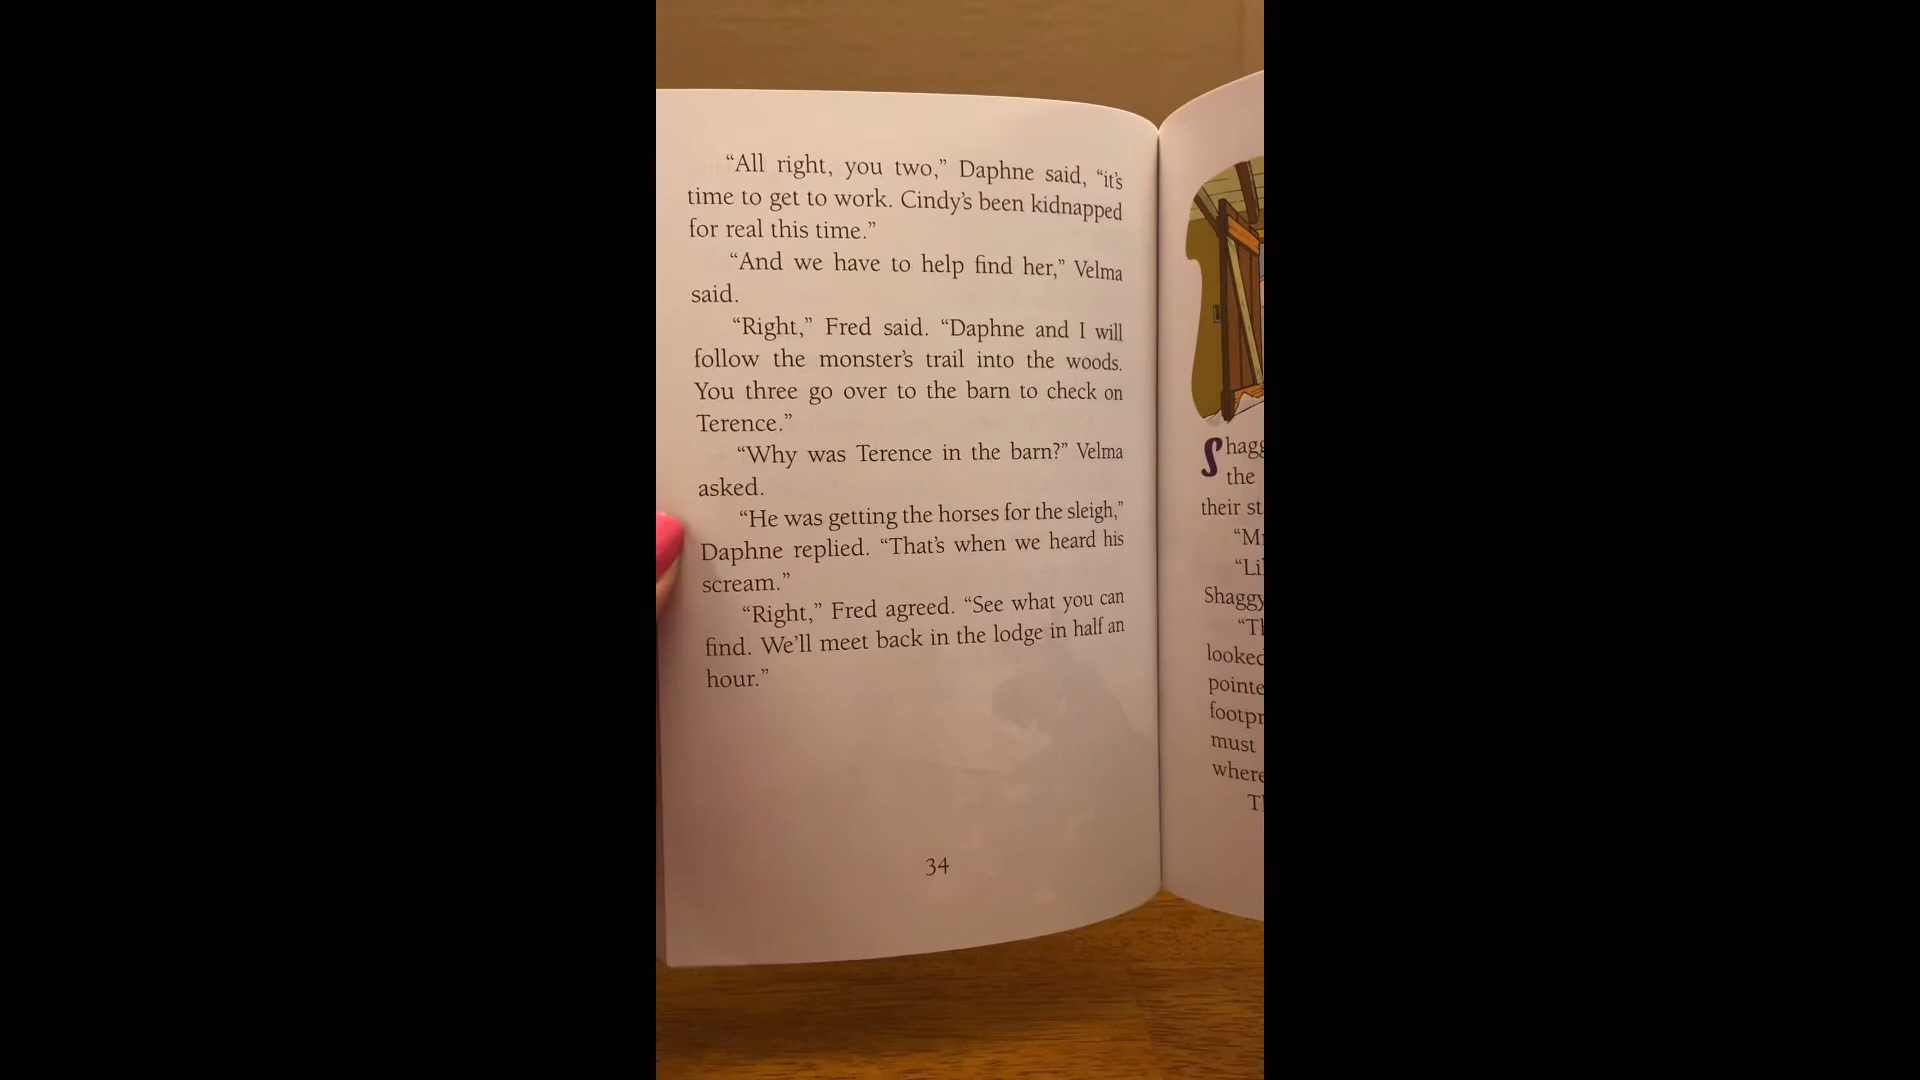 “All right, you two,” Daphne said, “it’s
time to get to work. Cindy’s been kidnapped
for real this time.”
“And we have to help find her,” Velma
said.
“Right,” Fred said. “Daphne and I will
follow the monster’s trail into the woods.
You three go over to the barn to check on
Terence.”
“Why was Terence in the barn?” Velma
asked.
“He was getting the horses for the sleigh,”
Daphne replied. “That’s when we heard his
scream.”
“Right,” Fred agreed. “See what you can
find. We’ll meet back in the lodge in half an
hour.”
34
the
their
Shaggy
looked
must
where